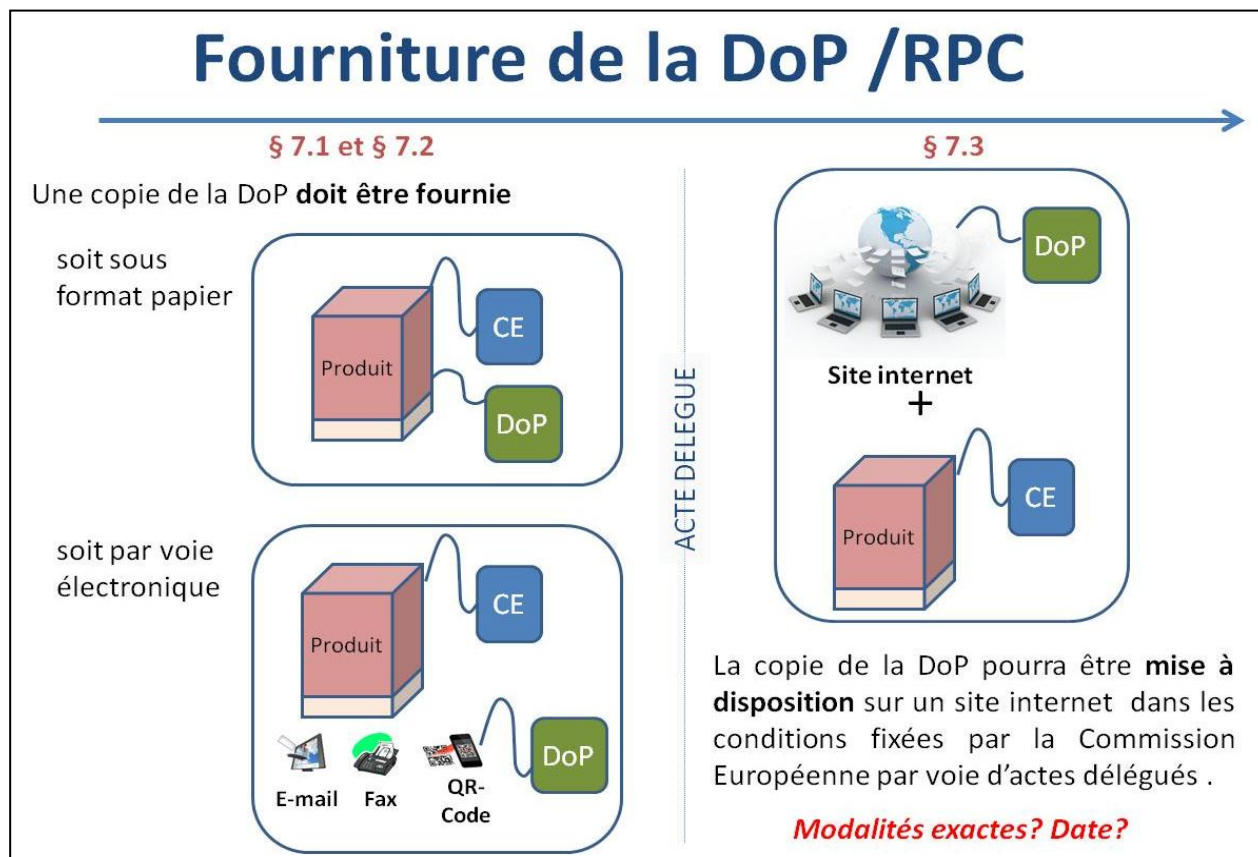 Fourniture de la DoP /RPC
§ 7.1 et § 7.2
Une copie de la DoP doit être fournie
soit sous
format papier
Produit
CE
DoP
soit par voie
électronique
Produit
CE
E-mail
Fax
QR-
Code
DoP
ACTE DELEGUE
§ 7.3
DoP
Site internet
+
Produit
CE
La copie de la DoP pourra être mise à
disposition sur un site internet dans les
conditions fixées par la Commission
Européenne par voie d'actes délégués .
Modalités exactes? Date?